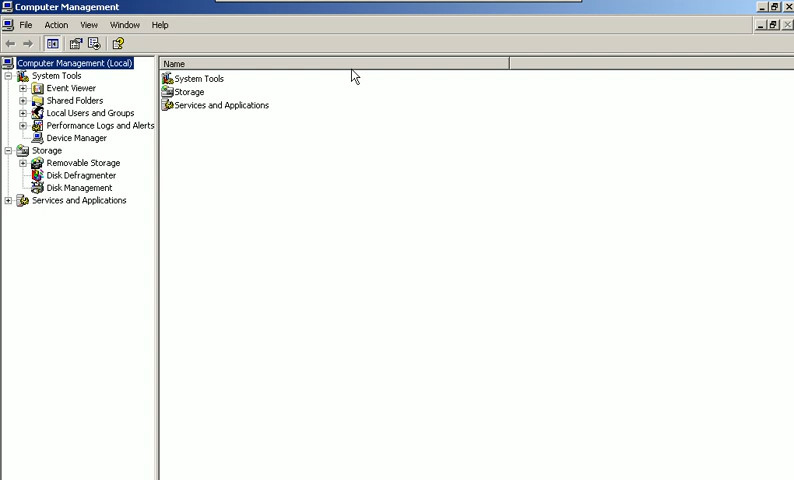 Computer Management
File Action View Window Help
Computer Management (Local)
System Tools
Event Viewer
Shared Folders
Local Users and Groups
Performance Logs and Alerts
Device Manager
Storage
Removable Storage
Disk Defragmenter
Disk Management
Services and Applications
Name
System Tools
Storage
Services and Applications